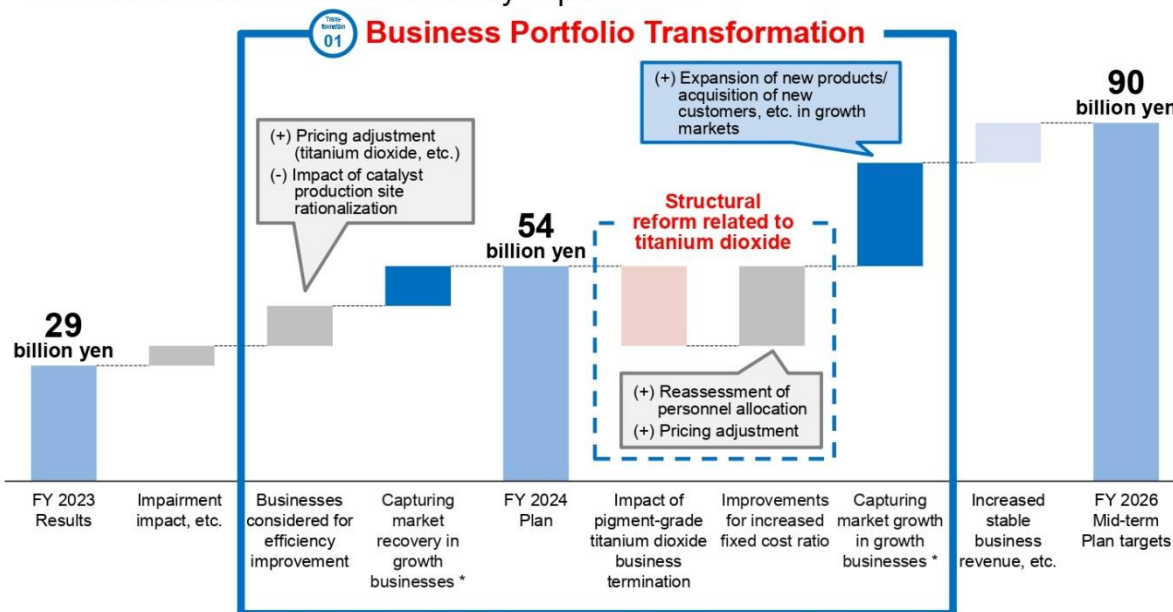 Trans-
formation
01
Business Portfolio Transformation
(+) Expansion of new products/
acquisition of new
customers, etc. in growth
markets
90
billion yen
(+) Pricing adjustment
(titanium dioxide, etc.)
(-) Impact of catalyst
production site
rationalization
Structural
reform related to
titanium dioxide
54
billion yen
29
billion yen
(+) Reassessment of
personnel allocation
(+) Pricing adjustment
FY 2023
Results
Impairment
impact, etc.
Businesses
considered for
efficiency
improvement
Capturing
market
recovery in
growth
businesses *
FY 2024
Plan
Impact of
pigment-grade
titanium dioxide
business
termination
Improvements
for increased
fixed cost ratio
Capturing
market growth
in growth
businesses *
Increased
stable
business
revenue, etc.
FY 2026
Mid-term
Plan targets